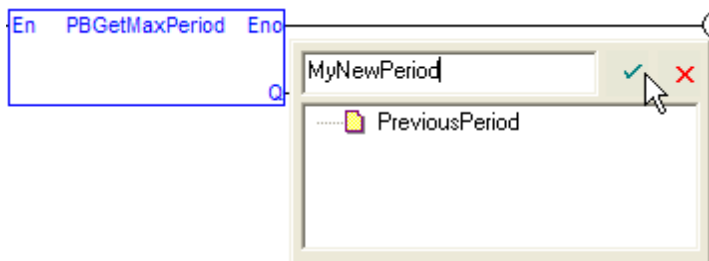 En PBGetMaxPeriod Eno
MyNewPeriod
Q
PreviousPeriod